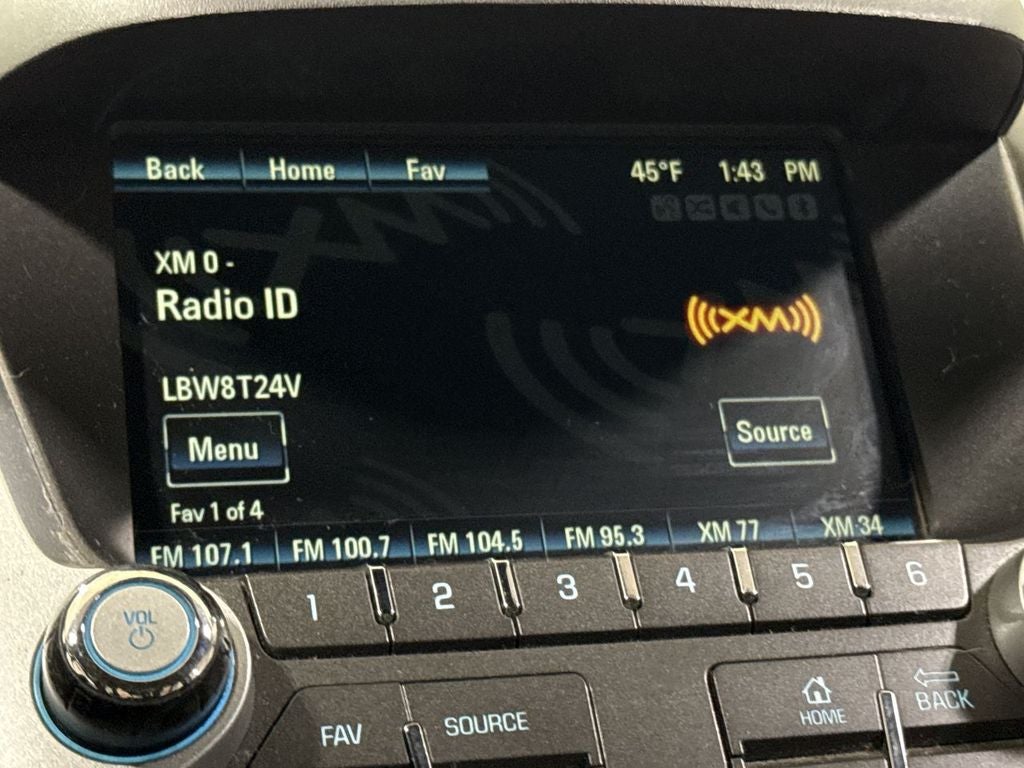 Back Home Fav 45°F 1:43 PM
XM 0 -
Radio ID
((( XM )))
LBW8T24V
Menu
Source
Fav 1 of 4
FM 107.1 FM 100.7 FM 104.5 FM 95.3 XM 77 XM 34
1 2 3 4 5 6
VOL
FAV SOURCE HOME BACK